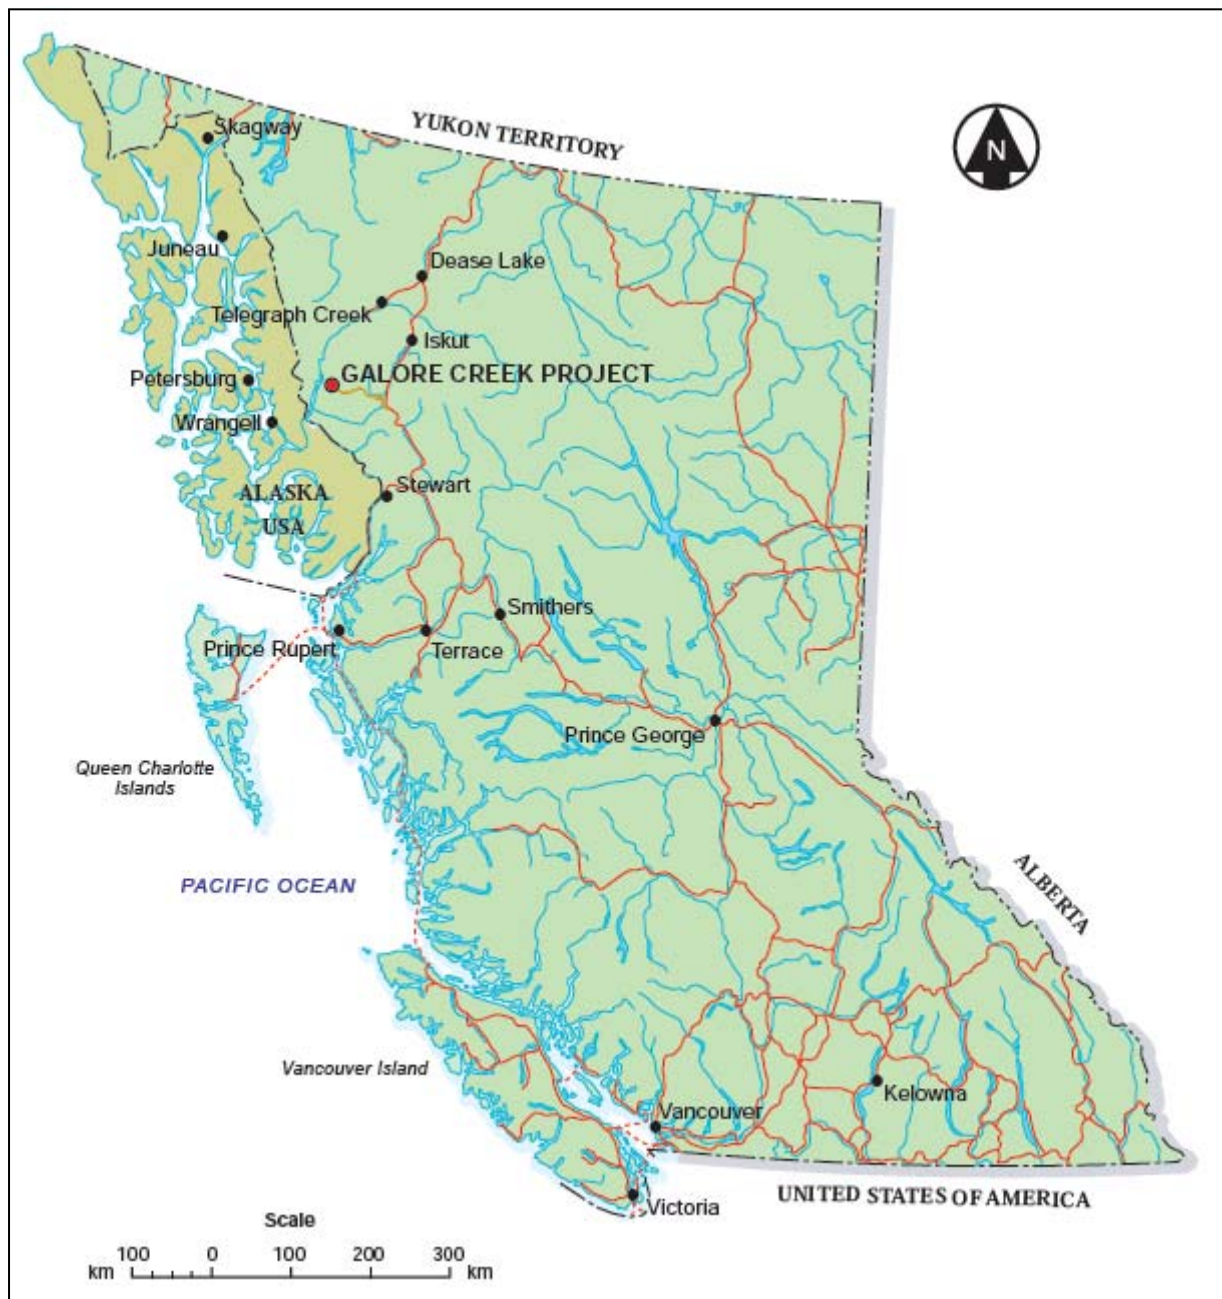 N
YUKON TERRITORY
Skagway
Juneau
Dease Lake
Telegraph Creek
Iskut
Petersburg
GALORE CREEK PROJECT
Wrangell
Stewart
ALASKA
USA
Smithers
Prince Rupert
Terrace
Prince George
Queen Charlotte
Islands
PACIFIC OCEAN
ALBERTA
Vancouver Island
Kelowna
Vancouver
UNITED STATES OF AMERICA
Victoria
Scale
100 0 100 200 300
km km